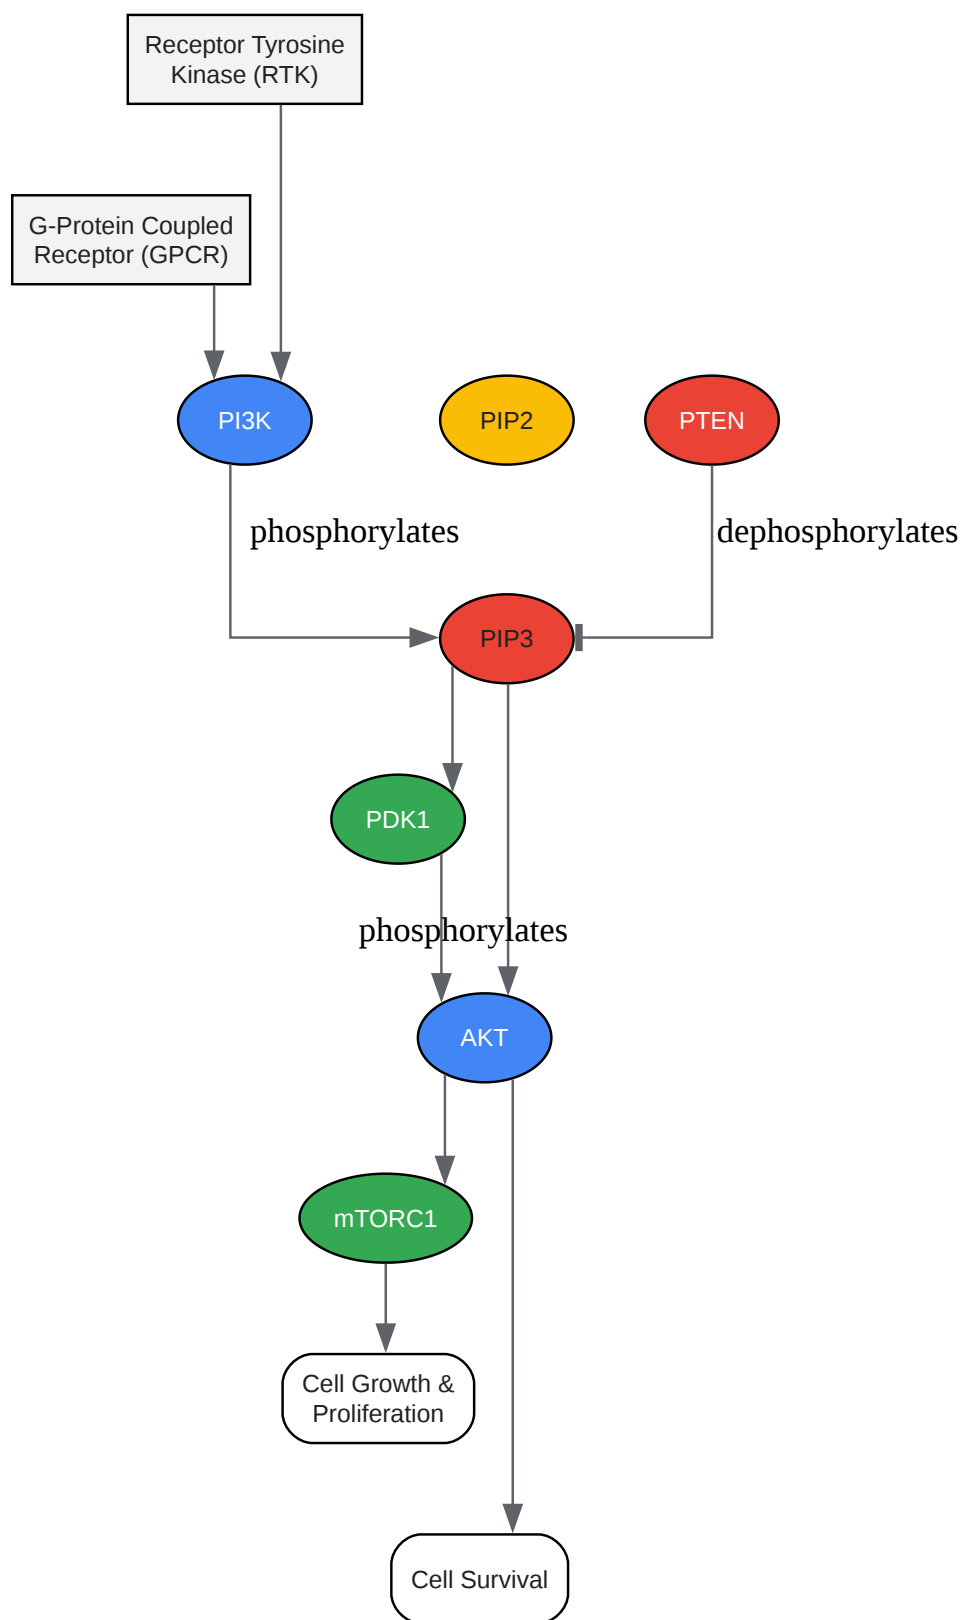 Receptor Tyrosine
Kinase (RTK)
G-Protein Coupled
Receptor (GPCR)
PI3K
PIP2
PTEN
phosphorylates
dephosphorylates
PIP3
PDK1
phosphorylates
AKT
mTORC1
Cell Growth &
Proliferation
Cell Survival